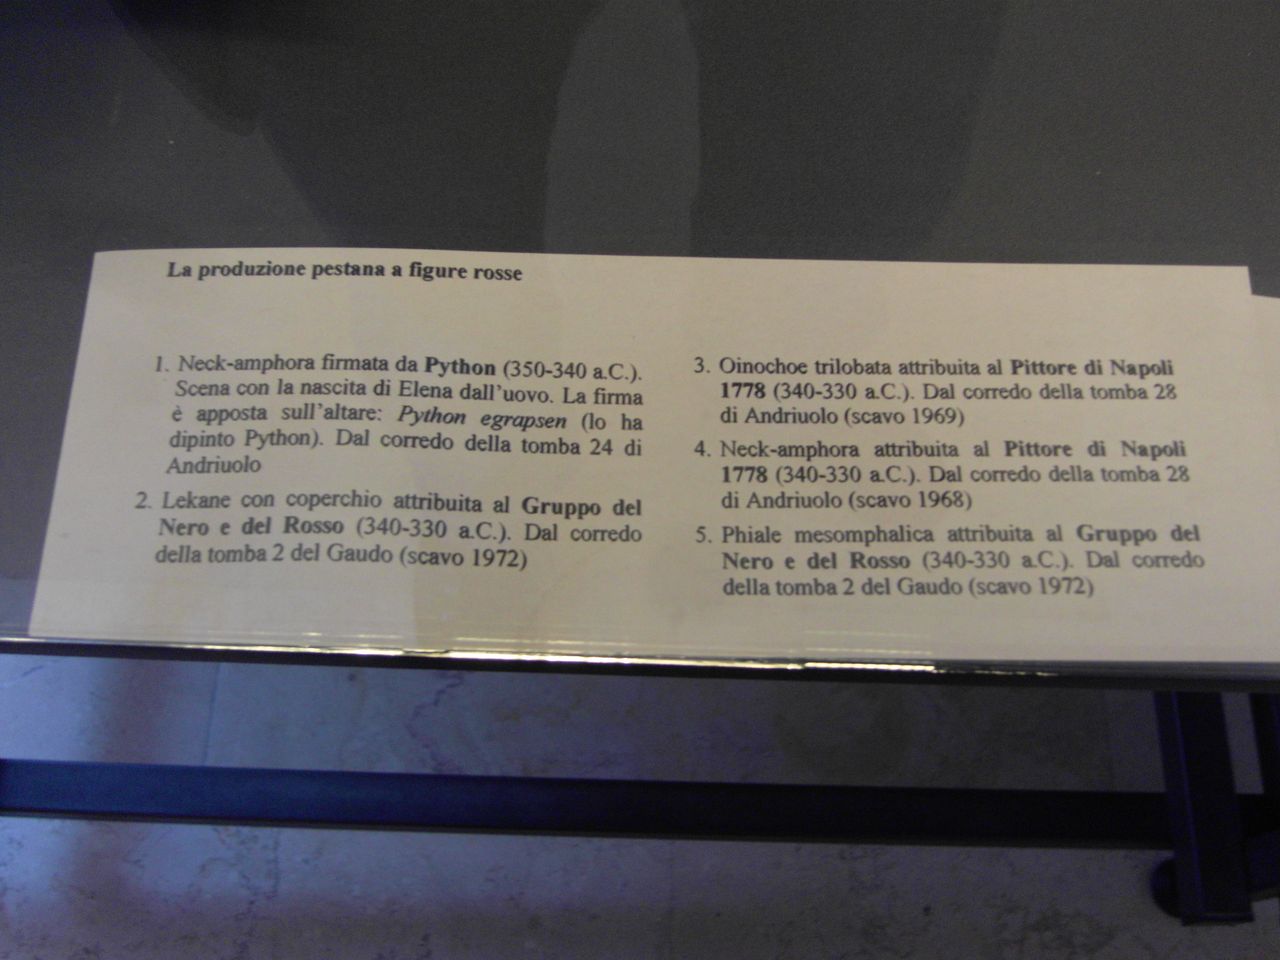 La produzione pestana a figure rosse
1. Neck-amphora firmata da Python (350-340 a.C.).
Scena con la nascita di Elena dall'uovo. La firma
è apposta sull'altare: Python egrapsen (lo ha
dipinto Python). Dal corredo della tomba 24 di
Andriuolo
2. Lekane con coperchio attribuita al Gruppo del
Nero e del Rosso (340-330 a.C.). Dal corredo
della tomba 2 del Gaudo (scavo 1972)
3. Oinochoe trilobata attribuita al Pittore di Napoli
1778 (340-330 a.C.). Dal corredo della tomba 28
di Andriuolo (scavo 1969)
4. Neck-amphora attribuita al Pittore di Napoli
1778 (340-330 a.C.). Dal corredo della tomba 28
di Andriuolo (scavo 1968)
5. Phiale mesomphalica attribuita al Gruppo del
Nero e del Rosso (340-330 a.C.). Dal corredo
della tomba 2 del Gaudo (scavo 1972)